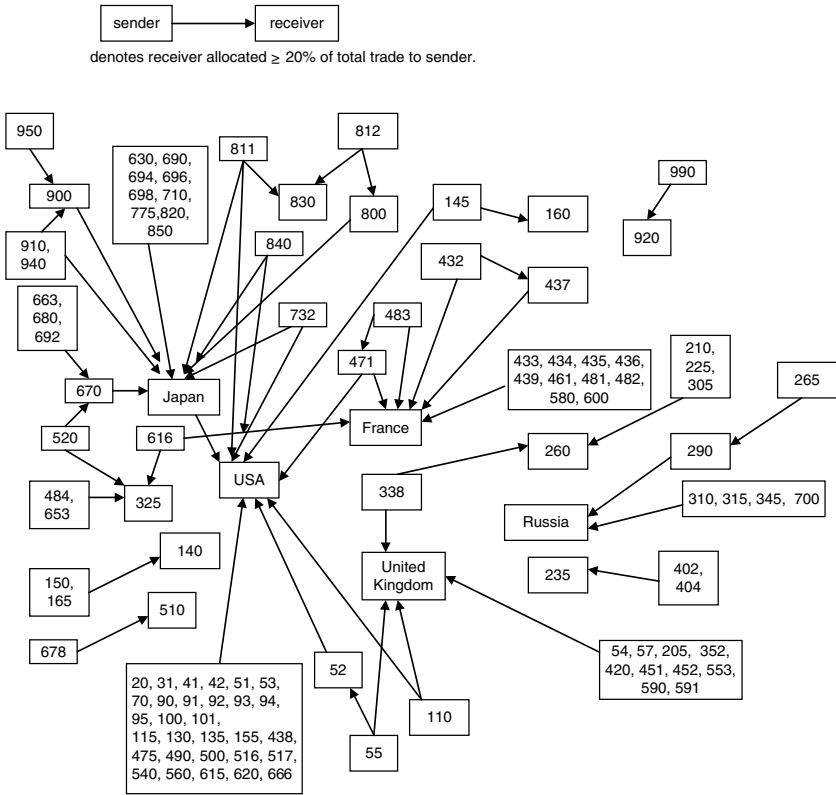 sender
receiver
denotes receiver allocated ≥ 20% of total trade to sender.
950
811
812
630, 690,
694, 696,
698, 710,
775,820,
850
990
900
830
800
145
160
920
910,
940
840
432
437
663,
680,
692
732
483
471
433, 434, 435, 436,
439, 461, 481, 482,
580, 600
210,
225,
305
265
670
Japan
France
520
616
260
290
USA
338
484,
653
325
310, 315, 345, 700
Russia
140
United
Kingdom
235
402,
404
150,
165
510
678
52
54, 57, 205, 352,
420, 451, 452, 553,
590, 591
20, 31, 41, 42, 51, 53,
70, 90, 91, 92, 93, 94,
95, 100, 101,
115, 130, 135, 155, 438,
475, 490, 500, 516, 517,
540, 560, 615, 620, 666
110
55